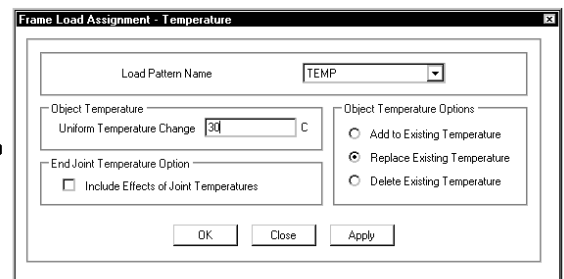 Frame Load Assignment - Temperature
Load Pattern Name TEMP
Object Temperature
Uniform Temperature Change 30 C
End Joint Temperature Option
Include Effects of Joint Temperatures
Object Temperature Options
Add to Existing Temperature
Replace Existing Temperature
Delete Existing Temperature
OK Close Apply